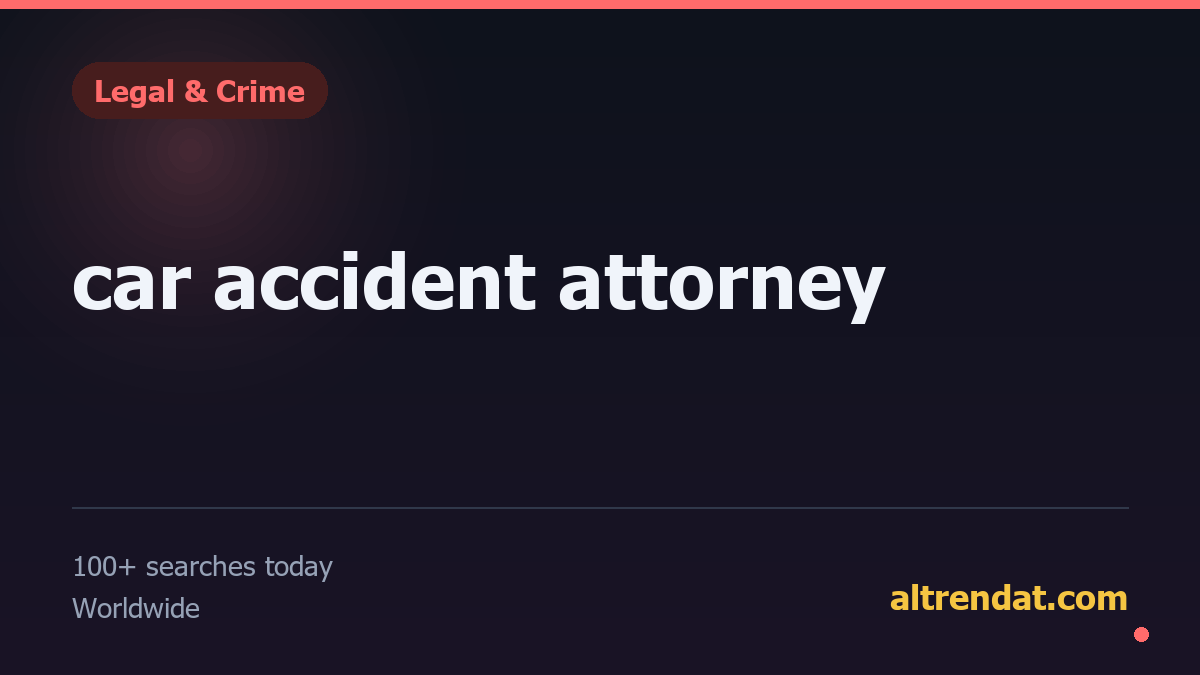 Legal & Crime
car accident attorney
100+ searches today
Worldwide
altrendat.com